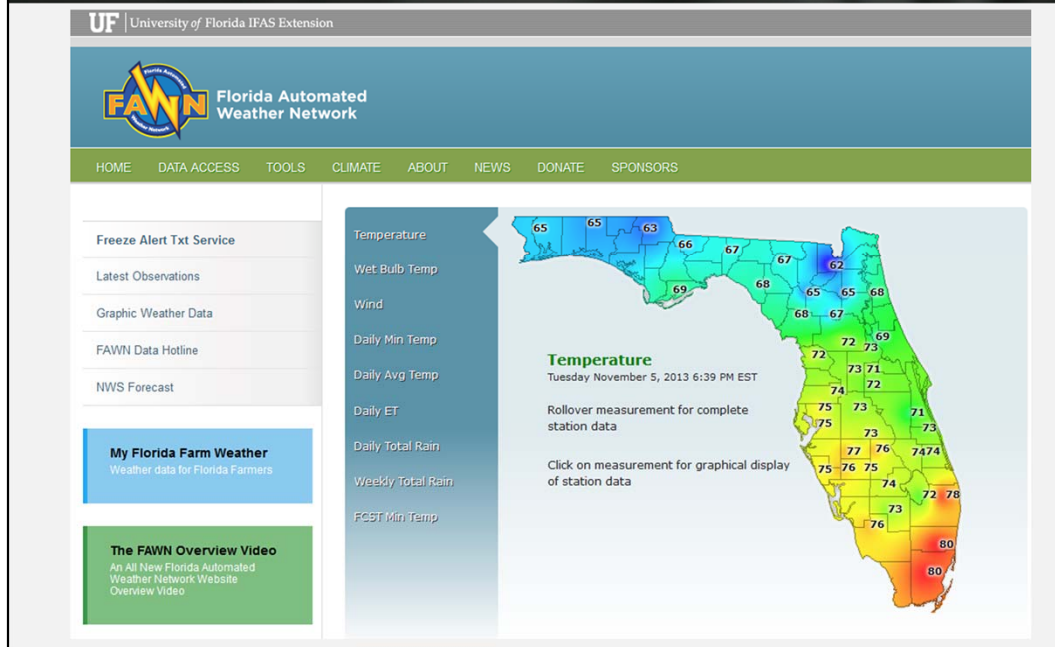 UF University of Florida IFAS Extension
FAWN
Florida Automated
Weather Network
Florida Automated
Weather Network
HOME DATA ACCESS TOOLS CLIMATE ABOUT NEWS DONATE SPONSORS
Freeze Alert Txt Service
Latest Observations
Graphic Weather Data
FAWN Data Hotline
NWS Forecast
My Florida Farm Weather
Weather data for Florida Farmers
The FAWN Overview Video
An All New Florida Automated
Weather Network Website
Overview Video
Temperature
Wet Bulb Temp
Wind
Daily Min Temp
Daily Avg Temp
Daily ET
Daily Total Rain
Weekly Total Rain
FCST Min Temp
Temperature
Tuesday November 5, 2013 6:39 PM EST
Rollover measurement for complete
station data
Click on measurement for graphical display
of station data
65 65 63
66 67 67 62
69 68 65 65 68
68 67
72 73 69
72 73 71
74 72
75 73 71
75 73 73
77 76 74 74
75 76 75
74
72 78
73
76
80
80